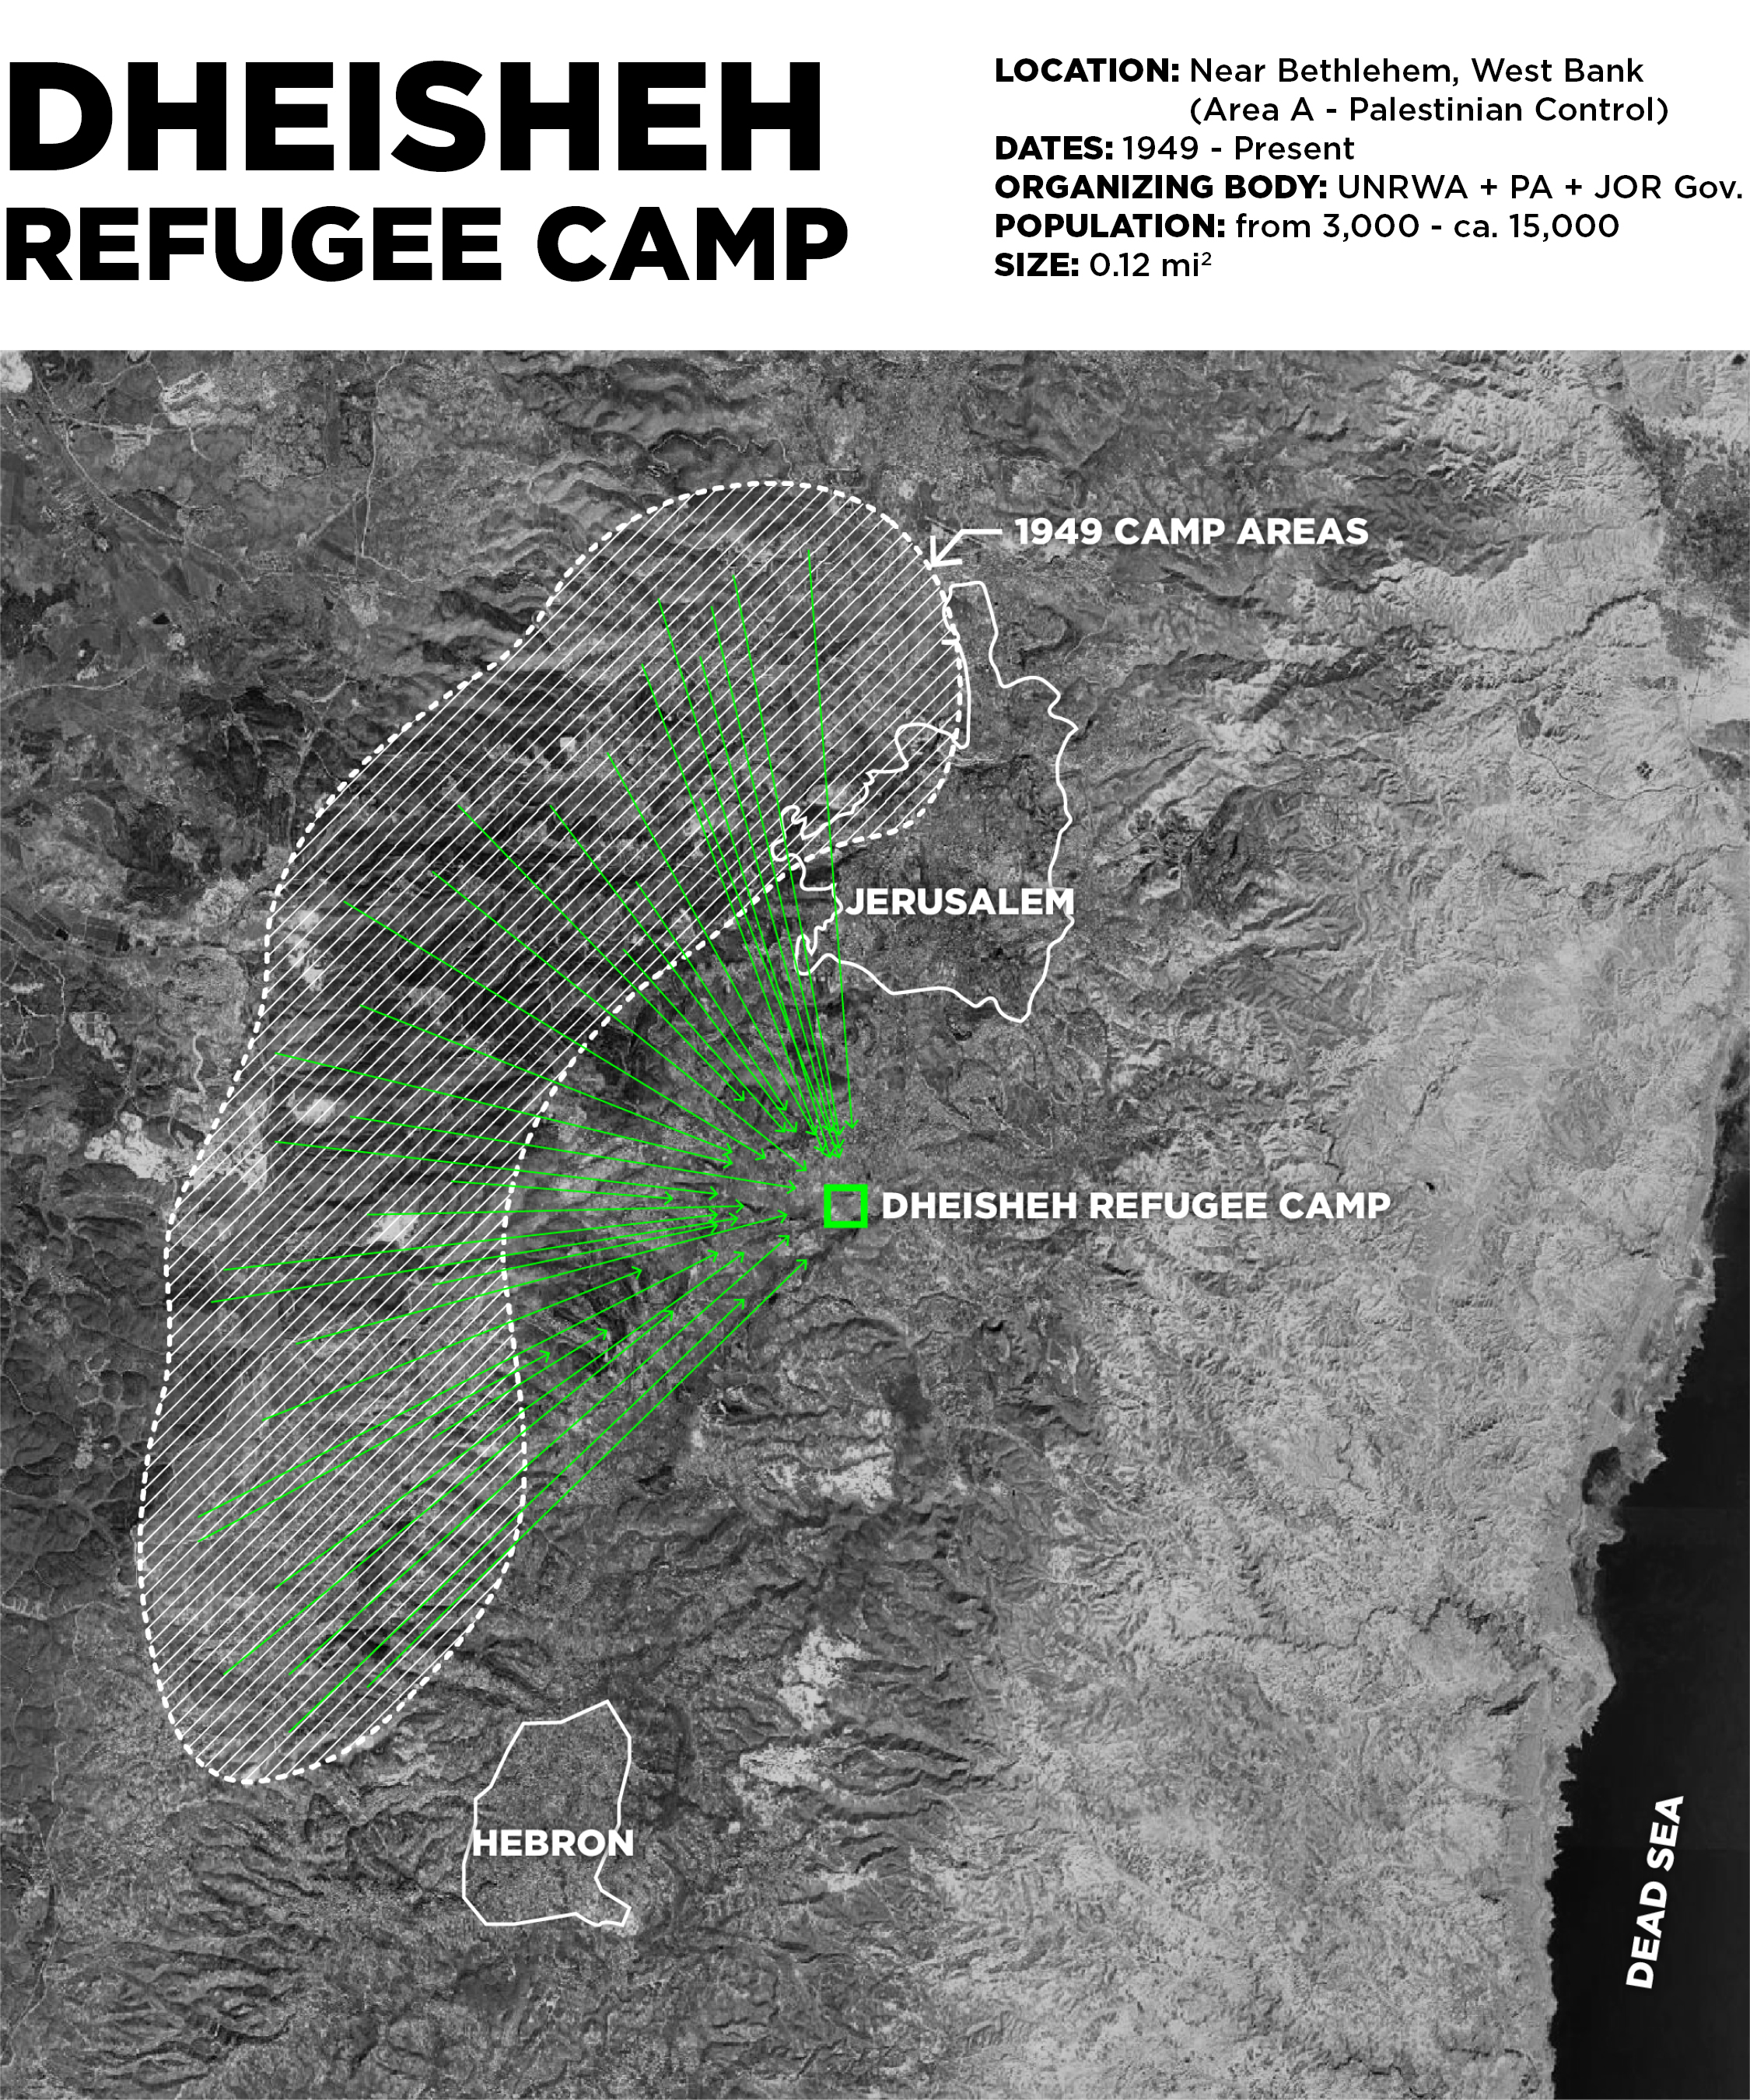 DHEISHEH
REFUGEE CAMP
LOCATION: Near Bethlehem, West Bank
(Area A - Palestinian Control)
DATES: 1949 - Present
ORGANIZING BODY: UNRWA + PA + JOR Gov.
POPULATION: from 3,000 - ca. 15,000
SIZE: 0.12 mi²
1949 CAMP AREAS
JERUSALEM
DHEISHEH REFUGEE CAMP
HEBRON
DEAD SEA